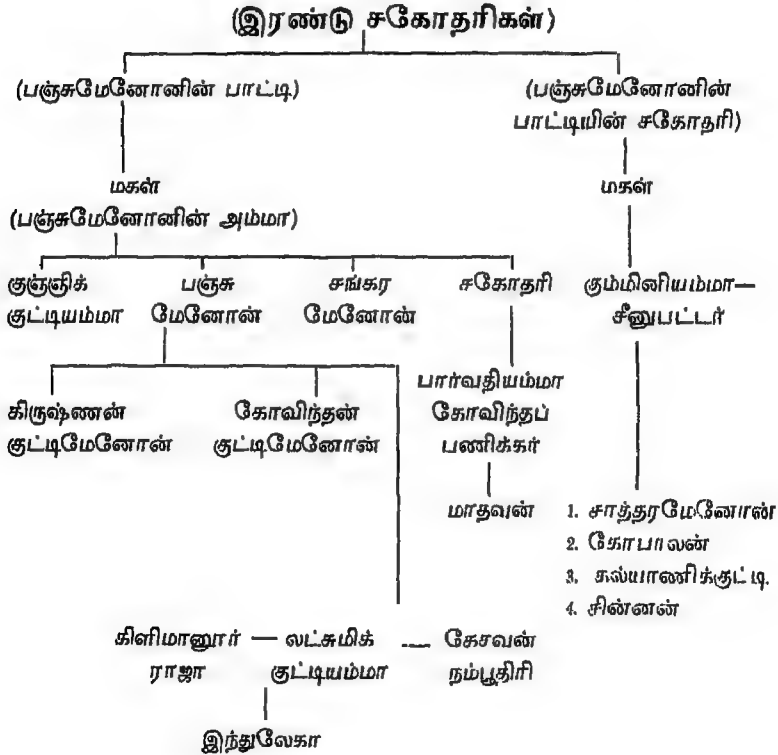 (இரண்டு சகோதரிகள்)
(பஞ்சுமேனோனின் பாட்டி)
(பஞ்சுமேனோனின்
பாட்டியின் சகோதரி)
மகள்
(பஞ்சுமேனோனின் அம்மா)
மகள்
குஞ்ஞிக்
குட்டியம்மா
பஞ்சு
மேனோன்
சங்கர
மேனோன்
சகோதரி
கும்மினியம்மா—
சீனுபட்டர்
கிருஷ்ணன்
குட்டிமேனோன்
கோவிந்தன்
குட்டிமேனோன்
பார்வதியம்மா
கோவிந்தப்
பணிக்கர்
மாதவன்
1. சாத்தரமேனோன்
2. கோபாலன்
3. கல்யாணிக்குட்டி.
4. சின்னன்
கிளிமானூர்
ராஜா
— லட்சுமிக்
குட்டியம்மா
— கேசவன்
நம்பூதிரி
இந்துலேகா